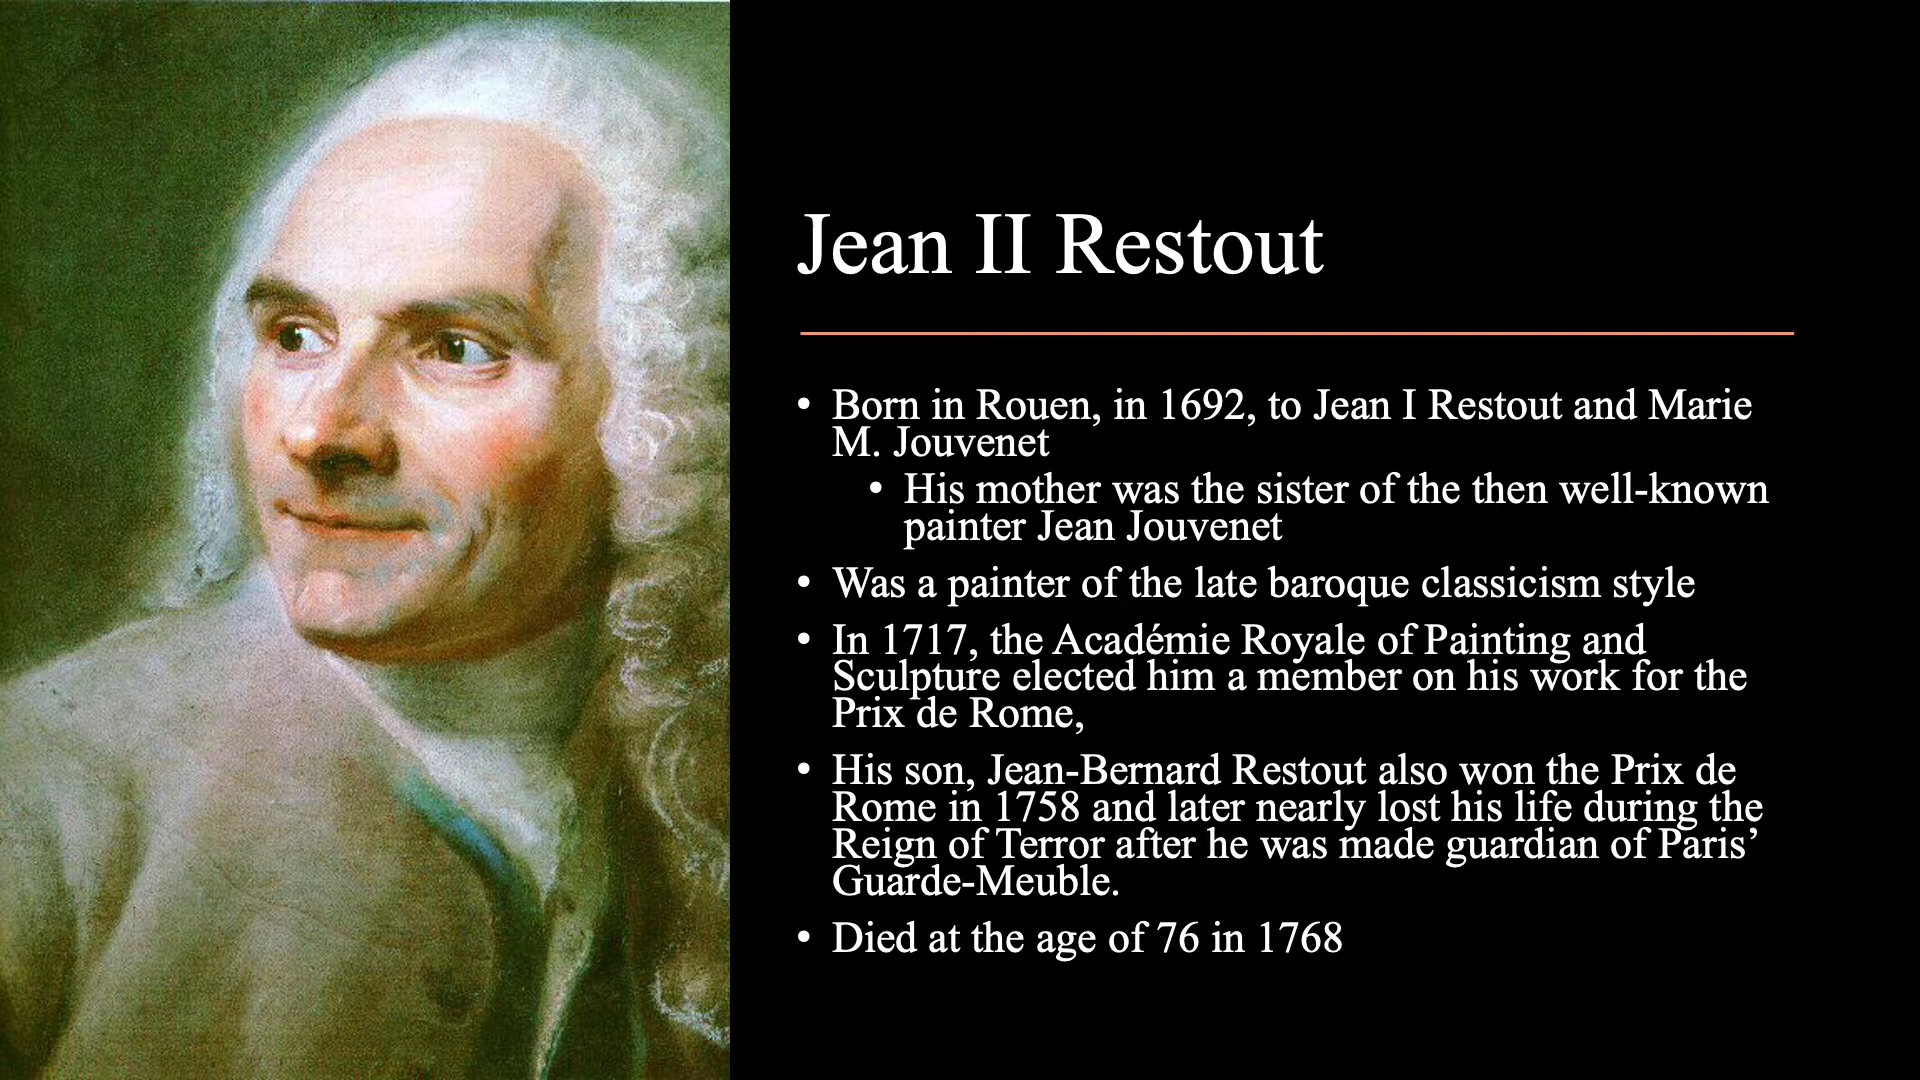 Jean II Restout
• Born in Rouen, in 1692, to Jean I Restout and Marie
M. Jouvenet
• His mother was the sister of the then well-known
painter Jean Jouvenet
• Was a painter of the late baroque classicism style
• In 1717, the Académie Royale of Painting and
Sculpture elected him a member on his work for the
Prix de Rome,
• His son, Jean-Bernard Restout also won the Prix de
Rome in 1758 and later nearly lost his life during the
Reign of Terror after he was made guardian of Paris’
Guarde-Meuble.
• Died at the age of 76 in 1768